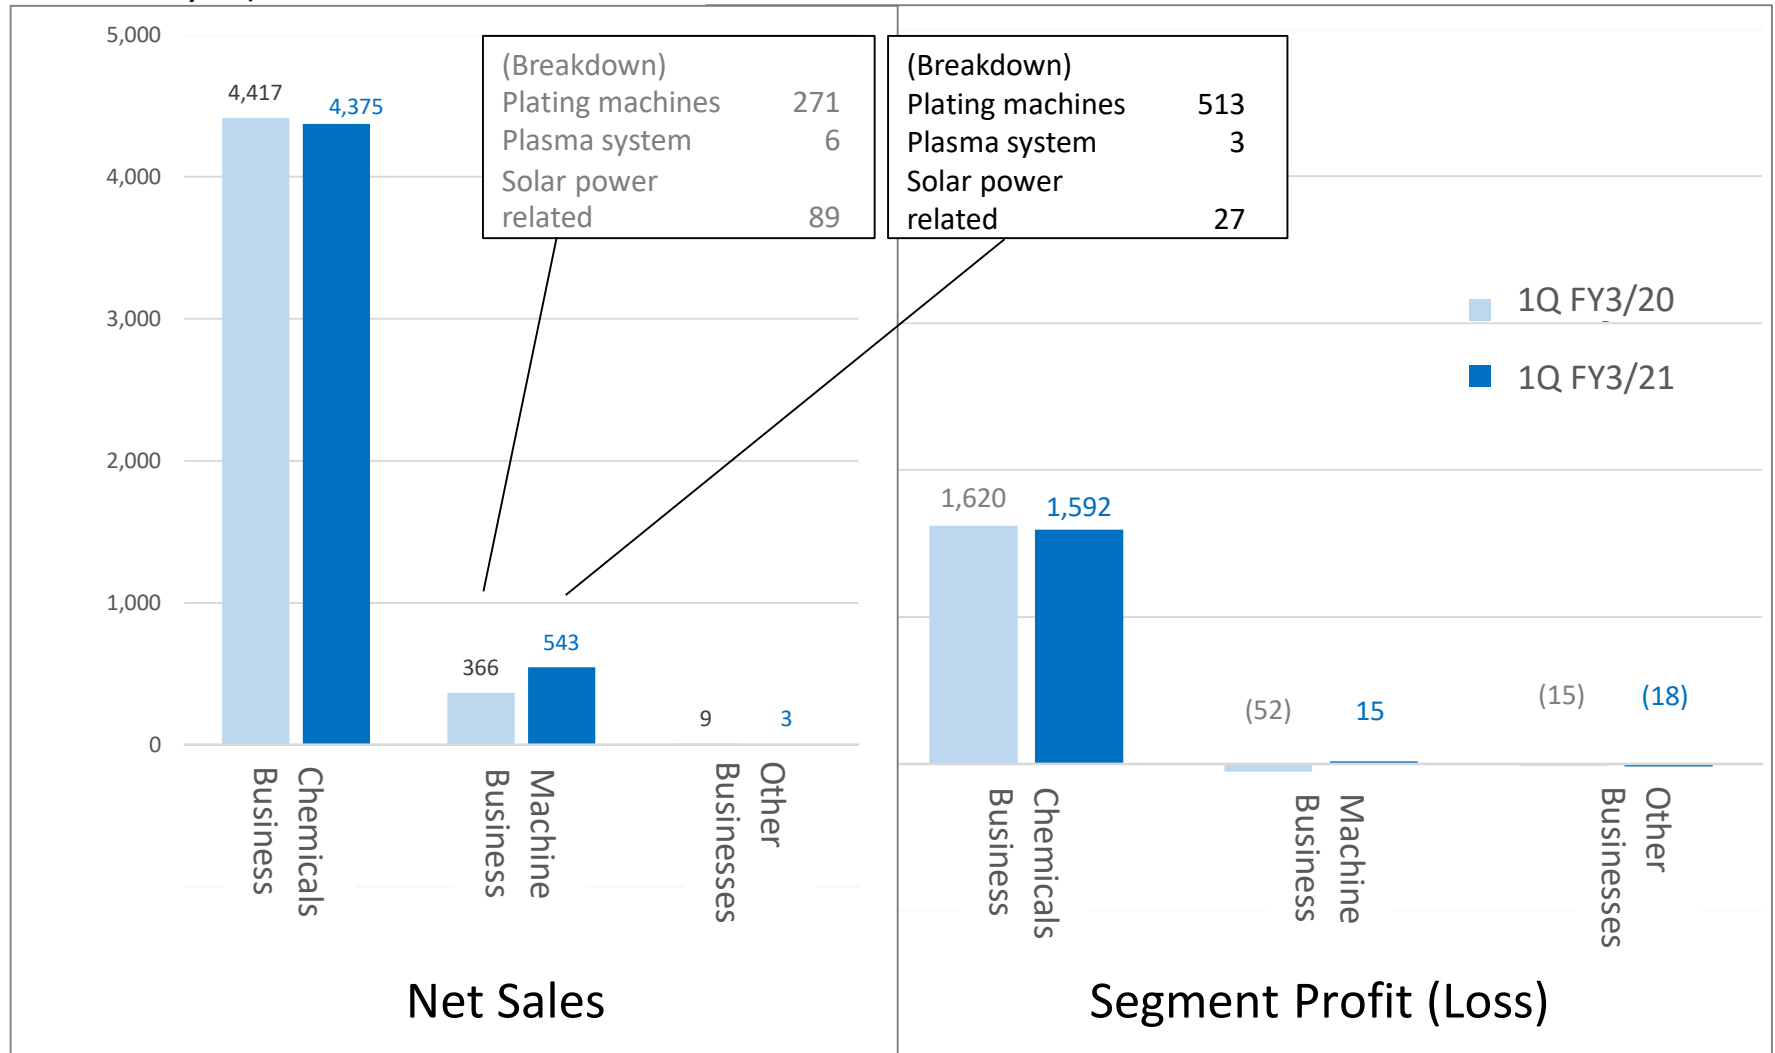 5,000
4,000
3,000
2,000
1,000
0
4,417
4,375
366
543
9
3
(Breakdown)
Plating machines 271
Plasma system 6
Solar power
related 89
(Breakdown)
Plating machines 513
Plasma system 3
Solar power
related 27
Chemicals
Business
Machine
Business
Other
Businesses
Net Sales
1Q FY3/20
1Q FY3/21
1,620
1,592
(52)
15
(15)
(18)
Chemicals
Business
Machine
Business
Other
Businesses
Segment Profit (Loss)